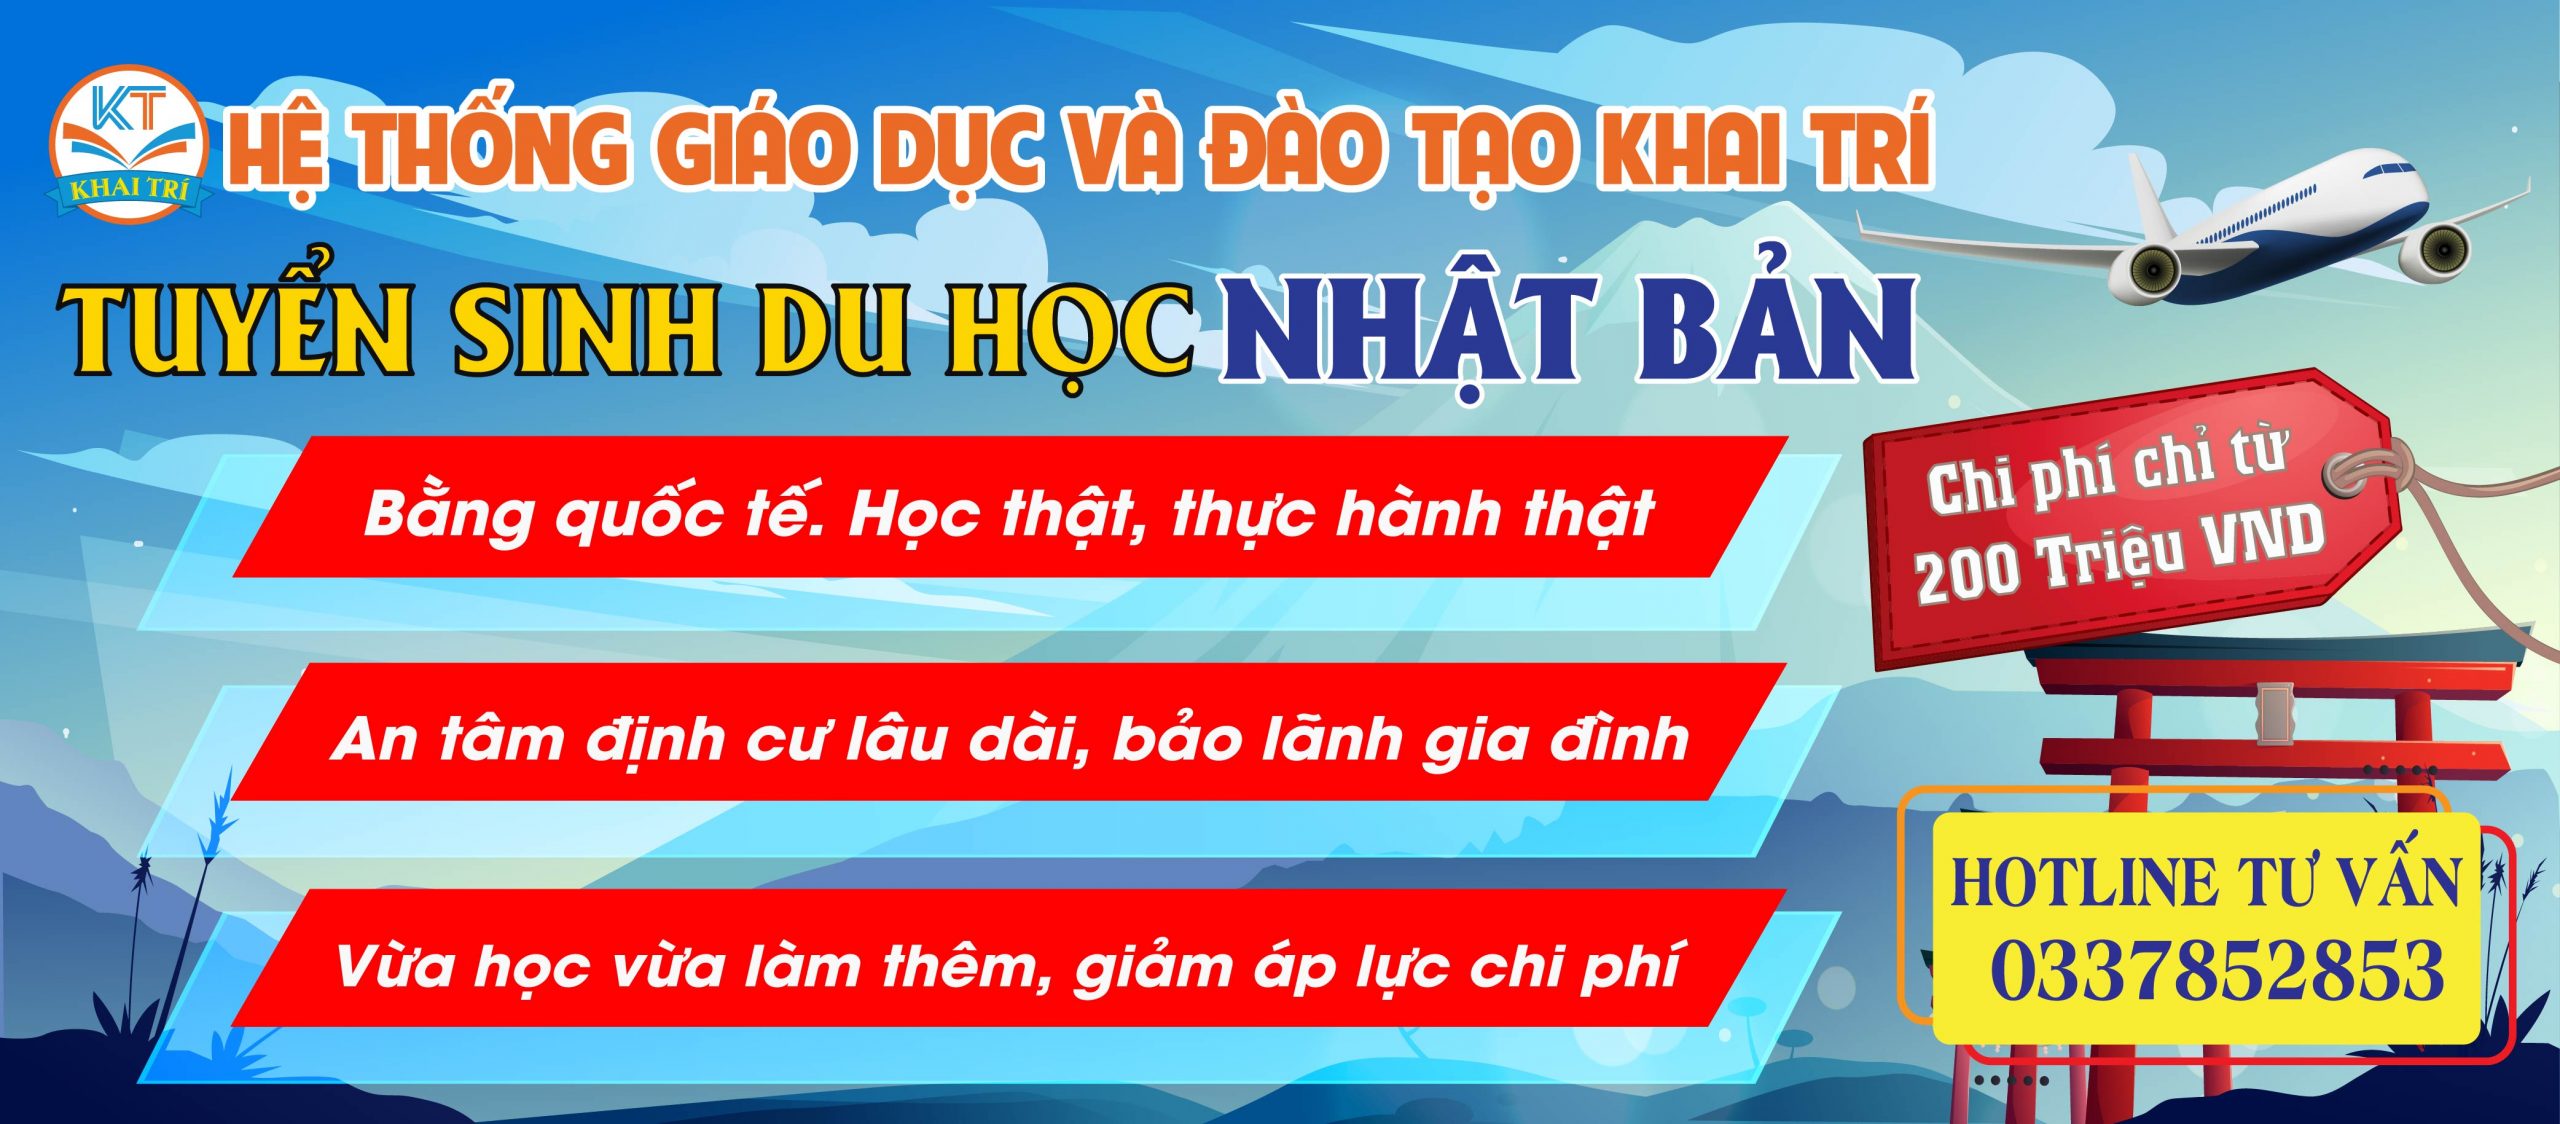 KT
KHAI TRÍ
HỆ THỐNG GIÁO DỤC VÀ ĐÀO TẠO KHAI TRÍ
TUYỂN SINH DU HỌC NHẬT BẢN
Bằng quốc tế. Học thật, thực hành thật
An tâm định cư lâu dài, bảo lãnh gia đình
Vừa học vừa làm thêm, giảm áp lực chi phí
Chi phí chỉ từ
200 Triệu VND
HOTLINE TƯ VẤN
0337852853